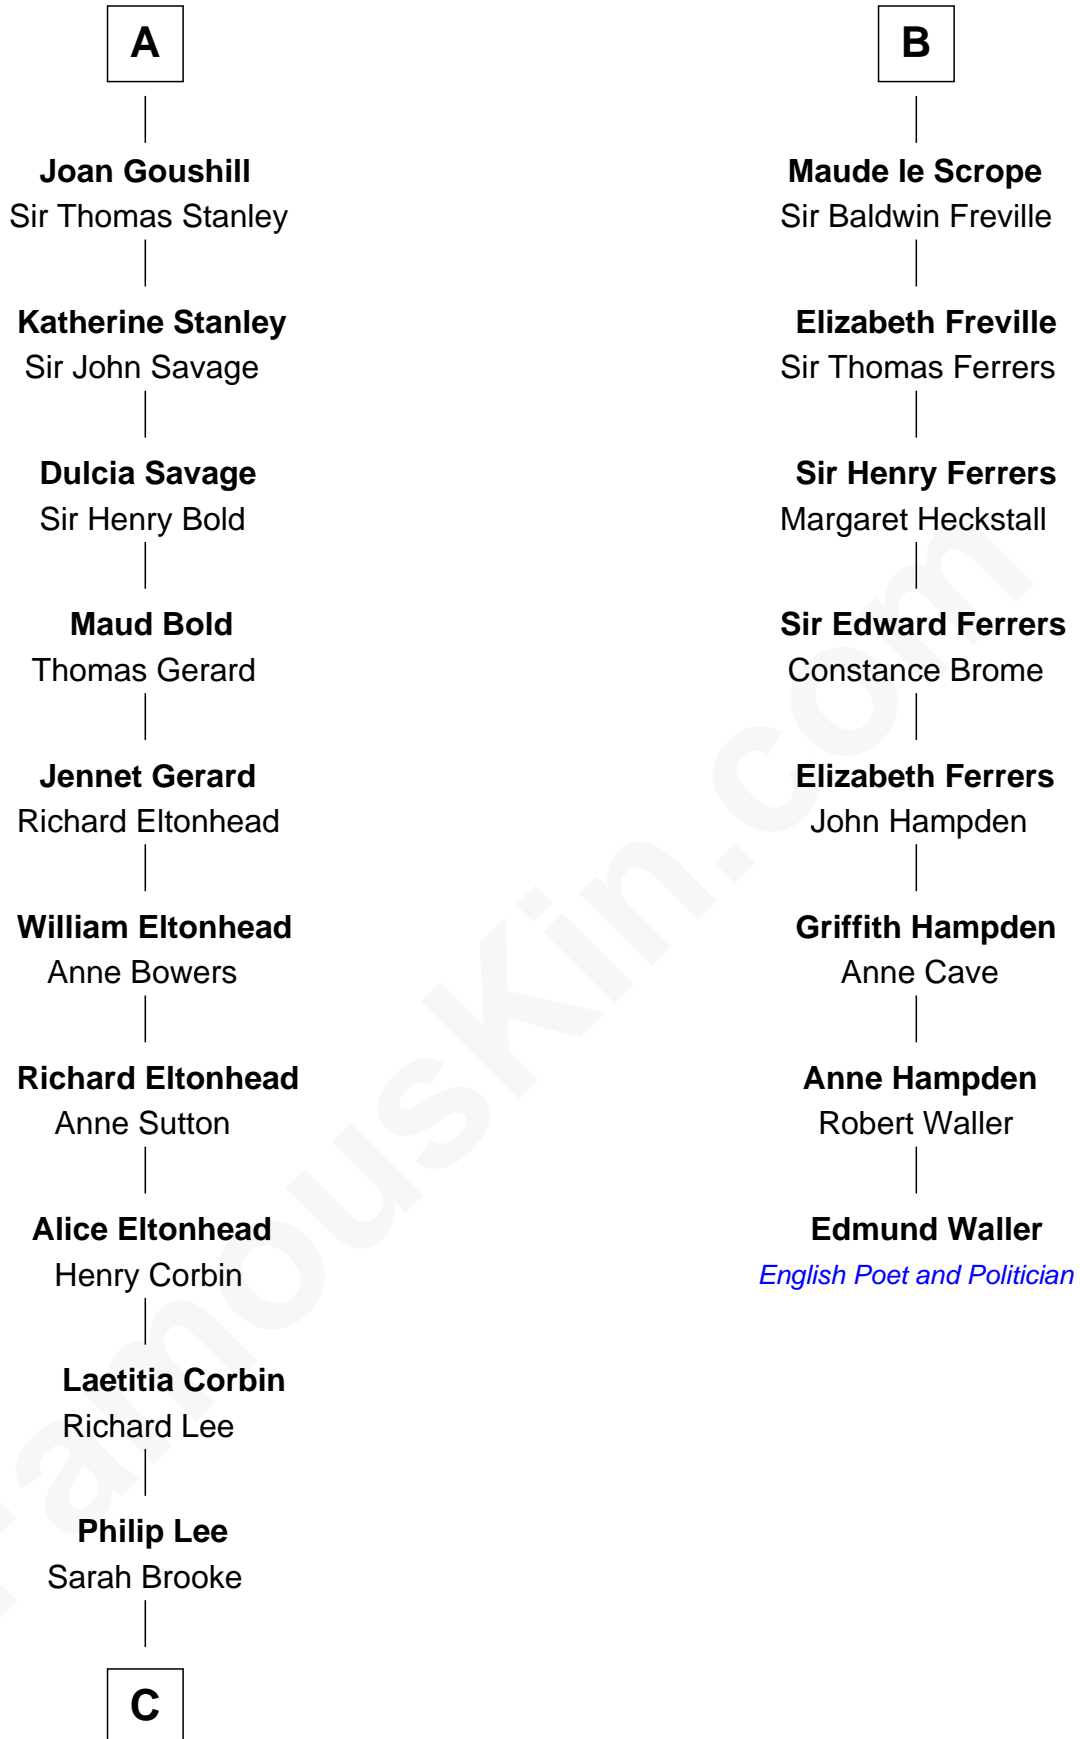 A
Joan Goushill
Sir Thomas Stanley
Katherine Stanley
Sir John Savage
Dulcia Savage
Sir Henry Bold
Maud Bold
Thomas Gerard
Jennet Gerard
Richard Eltonhead
William Eltonhead
Anne Bowers
Richard Eltonhead
Anne Sutton
Alice Eltonhead
Henry Corbin
Laetitia Corbin
Richard Lee
Philip Lee
Sarah Brooke
C
B
Maude le Scrope
Sir Baldwin Freville
Elizabeth Freville
Sir Thomas Ferrers
Sir Henry Ferrers
Margaret Heckstall
Sir Edward Ferrers
Constance Brome
Elizabeth Ferrers
John Hampden
Griffith Hampden
Anne Cave
Anne Hampden
Robert Waller
Edmund Waller
English Poet and Politician
FamousKin.com